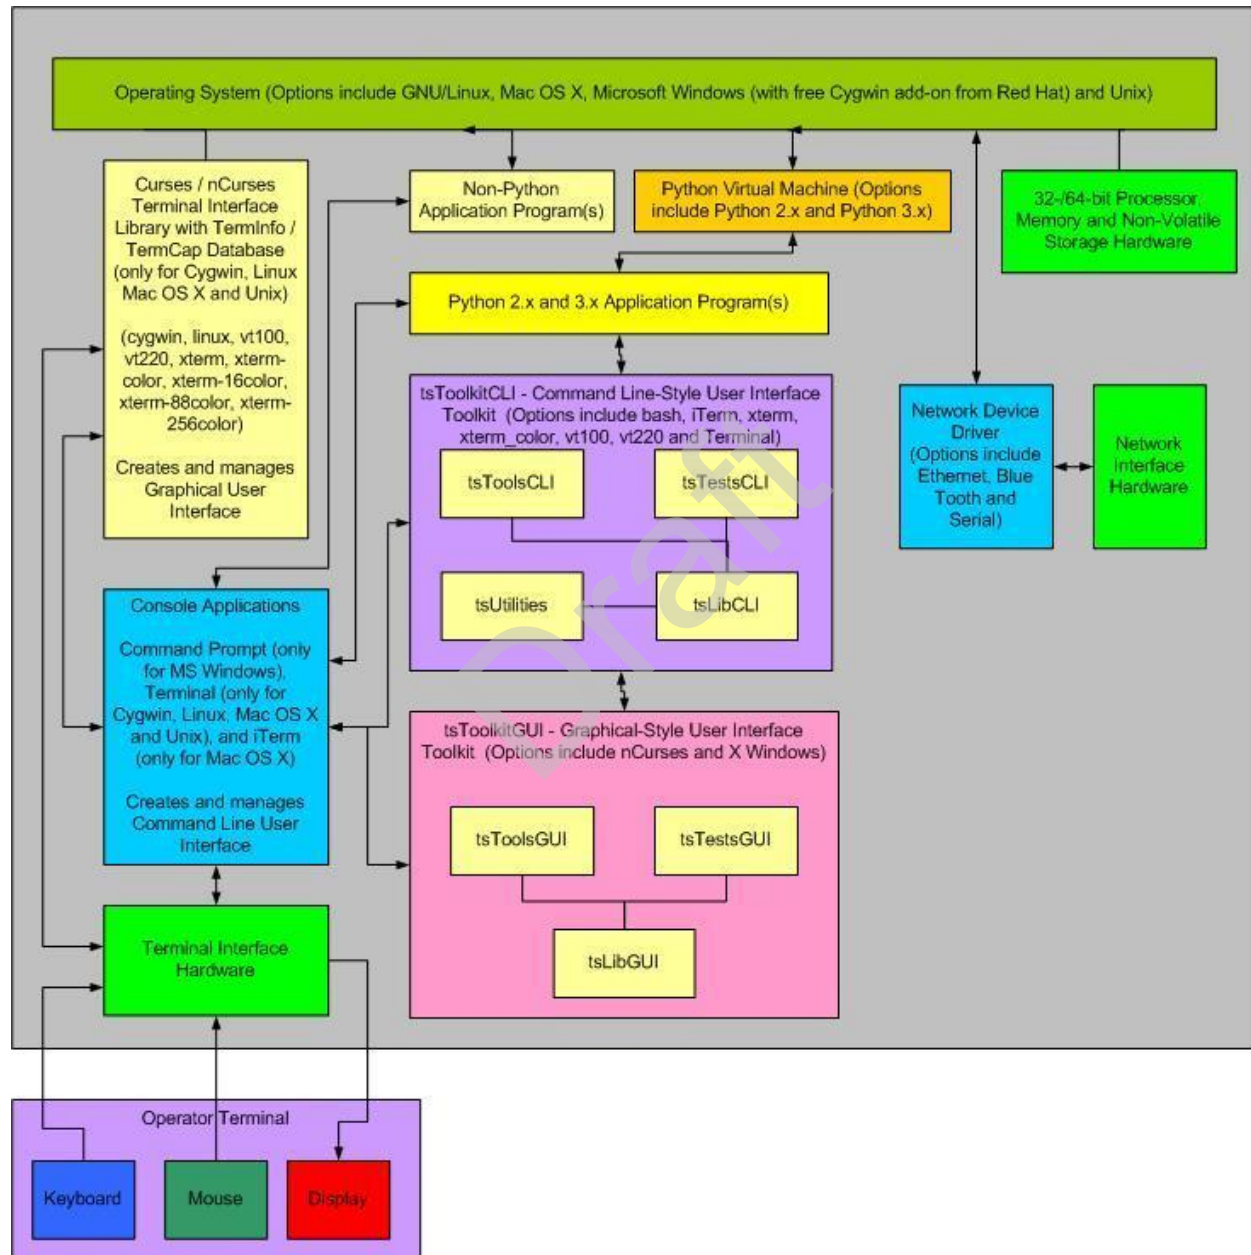 Operating System (Options include GNU/Linux, Mac OS X, Microsoft Windows (with free Cygwin add-on from Red Hat) and Unix)
Curses / nCurses
Terminal Interface
Library with TermInfo /
TermCap Database
(only for Cygwin, Linux
Mac OS X and Unix)
(cygwin, linux, vt100,
vt220, xterm, xterm-
color, xterm-16color,
xterm-88color, xterm-
256color)
Creates and manages
Graphical User
Interface
Non-Python
Application Program(s)
Python Virtual Machine (Options
include Python 2.x and Python 3.x)
32-/64-bit Processor,
Memory and Non-Volatile
Storage Hardware
Python 2.x and 3.x Application Program(s)
tsToolkitCLI - Command Line-Style User Interface
Toolkit (Options include bash, iTerm, xterm,
xterm_color, vt100, vt220 and Terminal)
tsToolsCLI
tsTestsCLI
tsUtilities
tsLibCLI
Network Device
Driver
(Options include
Ethernet, Blue
Tooth and
Serial)
Network
Interface
Hardware
Console Applications
Command Prompt (only
for MS Windows),
Terminal (only for
Cygwin, Linux, Mac OS X
and Unix), and iTerm
(only for Mac OS X)
Creates and manages
Command Line User
Interface
tsToolkitGUI - Graphical-Style User Interface
Toolkit (Options include nCurses and X Windows)
tsToolsGUI
tsTestsGUI
tsLibGUI
Terminal Interface
Hardware
Operator Terminal
Keyboard
Mouse
Display
Draft